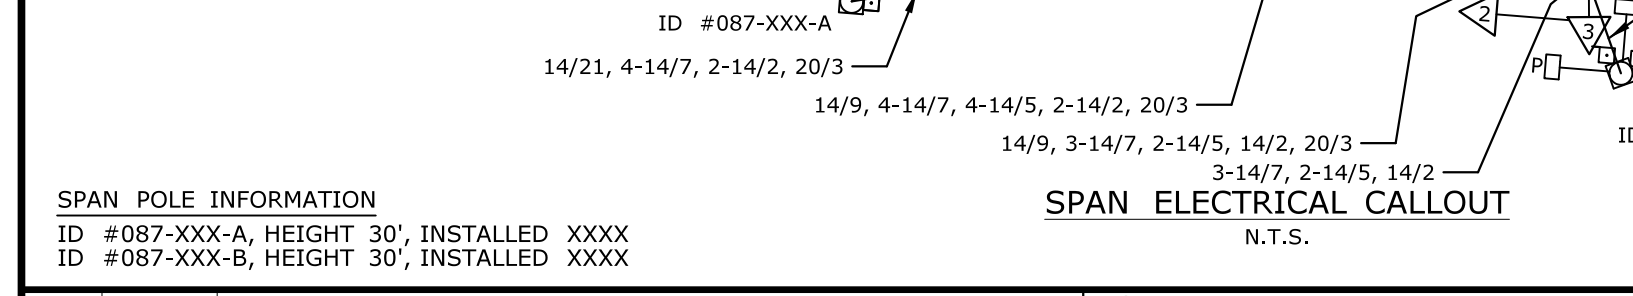 ID #087-XXX-A
2
3
14/21, 4-14/7, 2-14/2, 20/3
P
14/9, 4-14/7, 4-14/5, 2-14/2, 20/3
14/9, 3-14/7, 2-14/5, 14/2, 20/3
ID
3-14/7, 2-14/5, 14/2
SPAN ELECTRICAL CALLOUT
N.T.S.
SPAN POLE INFORMATION
ID #087-XXX-A, HEIGHT 30', INSTALLED XXXX
ID #087-XXX-B, HEIGHT 30', INSTALLED XXXX